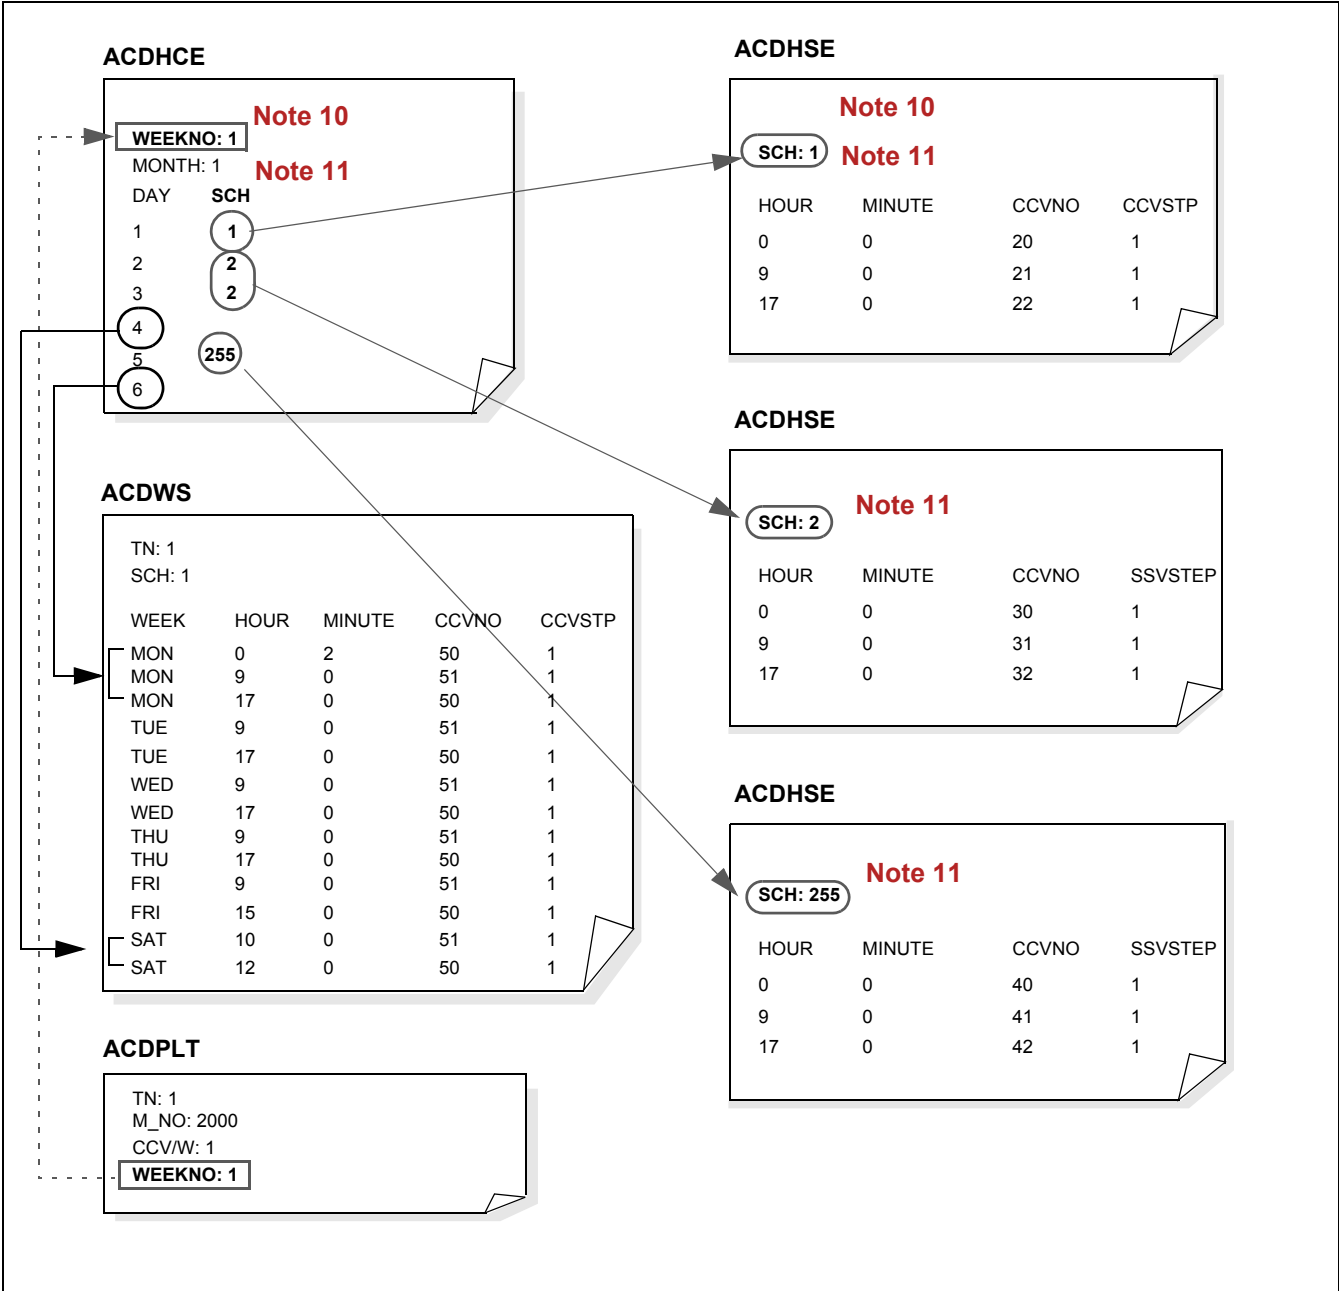 ACDHCE
Note 10
WEEKNO: 1
MONTH: 1
Note 11
DAY SCH
1 1
2 2
3 2
4
255
5
6
ACDWS
TN: 1
SCH: 1
WEEK HOUR MINUTE CCVNO CCVSTP
MON 0 2 50 1
MON 9 0 51 1
MON 17 0 50 1
TUE 9 0 51 1
TUE 17 0 50 1
WED 9 0 51 1
WED 17 0 50 1
THU 9 0 51 1
THU 17 0 50 1
FRI 9 0 51 1
FRI 15 0 50 1
SAT 10 0 51 1
SAT 12 0 50 1
ACDPLT
TN: 1
M_NO: 2000
CCV/W: 1
WEEKNO: 1
ACDHSE
Note 10
SCH: 1 Note 11
HOUR MINUTE CCVNO CCVSTP
0 0 20 1
9 0 21 1
17 0 22 1
ACDHSE
Note 11
SCH: 2
HOUR MINUTE CCVNO SSVSTEP
0 0 30 1
9 0 31 1
17 0 32 1
ACDHSE
Note 11
SCH: 255
HOUR MINUTE CCVNO SSVSTEP
0 0 40 1
9 0 41 1
17 0 42 1